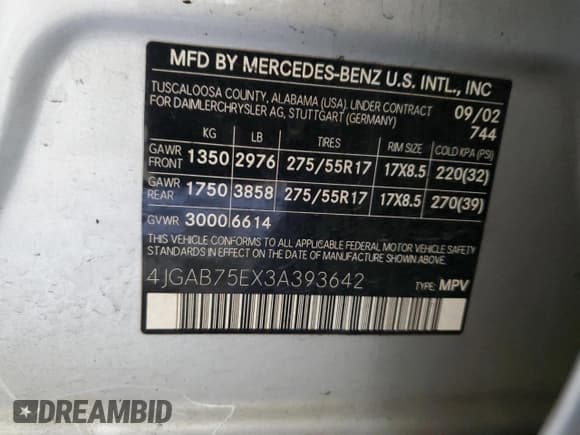 MFD BY MERCEDES-BENZ U.S. INTL., INC
TUSCALOOSA COUNTY, ALABAMA (USA). UNDER CONTRACT
FOR DAIMLERCHRYSLER AG, STUTTGART (GERMANY)
09/02
744
KG LB TIRES RIM SIZE COLD KPA (PSI)
GAWR FRONT 1350 2976 275/55R17 17X8.5 220(32)
GAWR REAR 1750 3858 275/55R17 17X8.5 270(39)
GVWR 3000 6614
THIS VEHICLE CONFORMS TO ALL APPLICABLE FEDERAL MOTOR VEHICLE SAFETY
STANDARDS IN EFFECT ON THE DATE OF MANUFACTURE SHOWN ABOVE.
4JGAB75EX3A393642 TYPE: MPV
DREAMBID